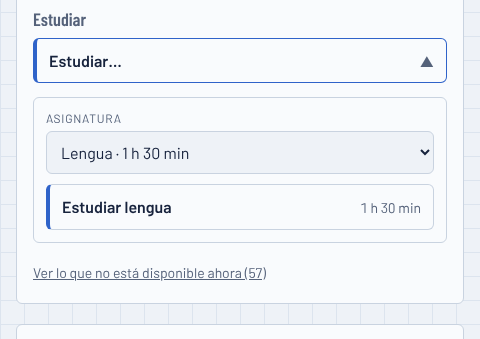 Estudiar
Estudiar...
ASIGNATURA
Lengua · 1 h 30 min
Estudiar lengua 1 h 30 min
Ver lo que no está disponible ahora (57)